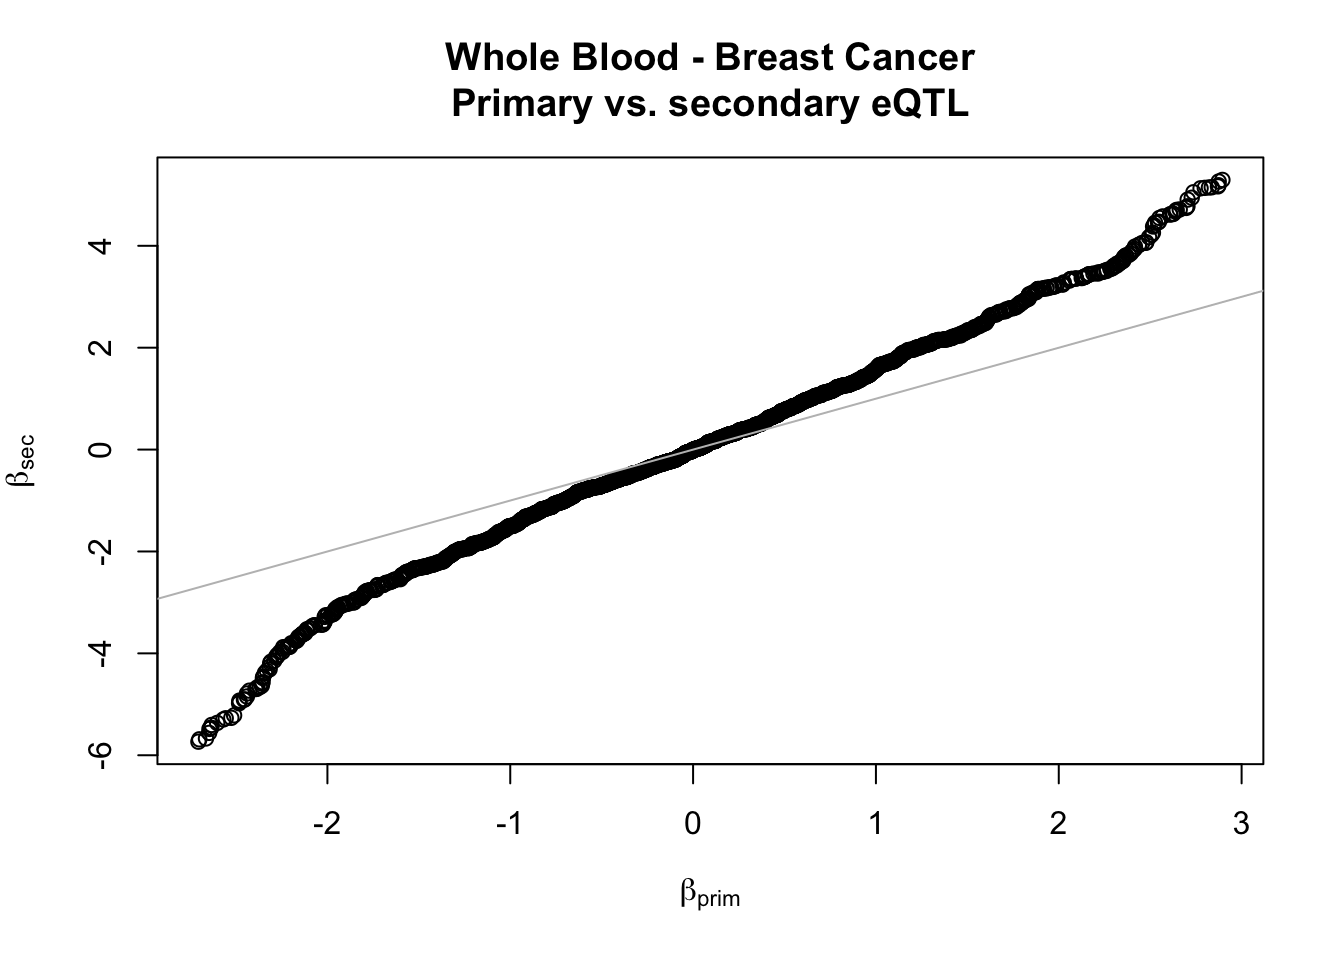 Whole Blood - Breast Cancer
Primary vs. secondary eQTL
βsec
4
2
0
-2
-4
-6
-2 -1 0 1 2 3
βprim